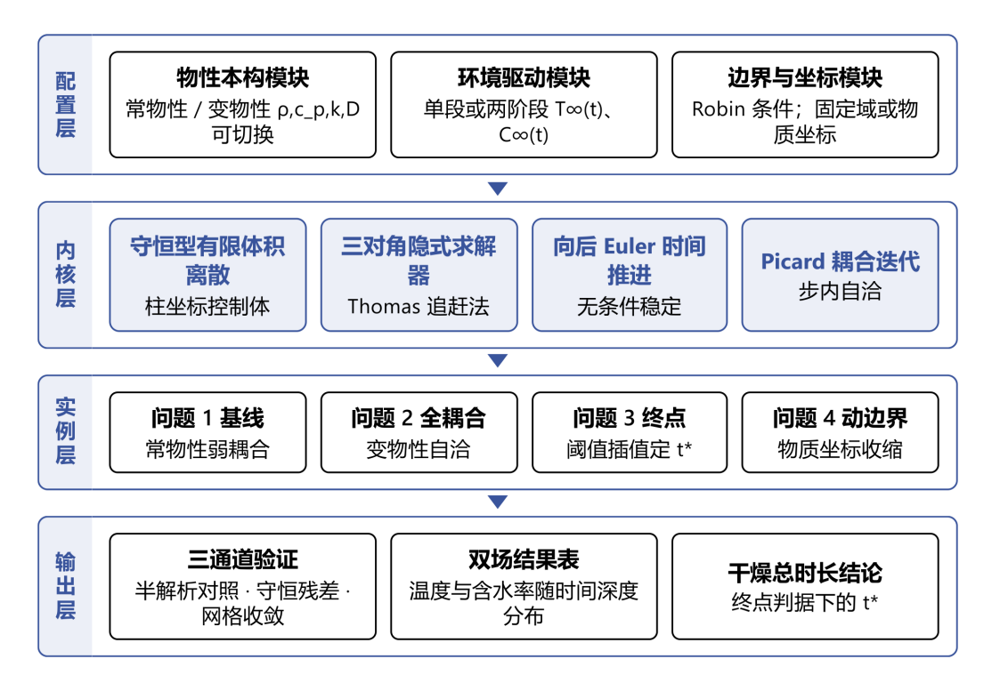 配置层
物性本构模块
常物性 / 变物性 ρ,c_p,k,D
可切换
环境驱动模块
单段或两阶段 T∞(t)、
C∞(t)
边界与坐标模块
Robin 条件；固定域或物
质坐标
内核层
守恒型有限体积
离散
柱坐标控制体
三对角隐式求解
器
Thomas 追赶法
向后 Euler 时间
推进
无条件稳定
Picard 耦合迭代
步内自洽
实例层
问题 1 基线
常物性弱耦合
问题 2 全耦合
变物性自洽
问题 3 终点
阈值插值定 t*
问题 4 动边界
物质坐标收缩
输出层
三通道验证
半解析对照 · 守恒残差 ·
网格收敛
双场结果表
温度与含水率随时间深度
分布
干燥总时长结论
终点判据下的 t*